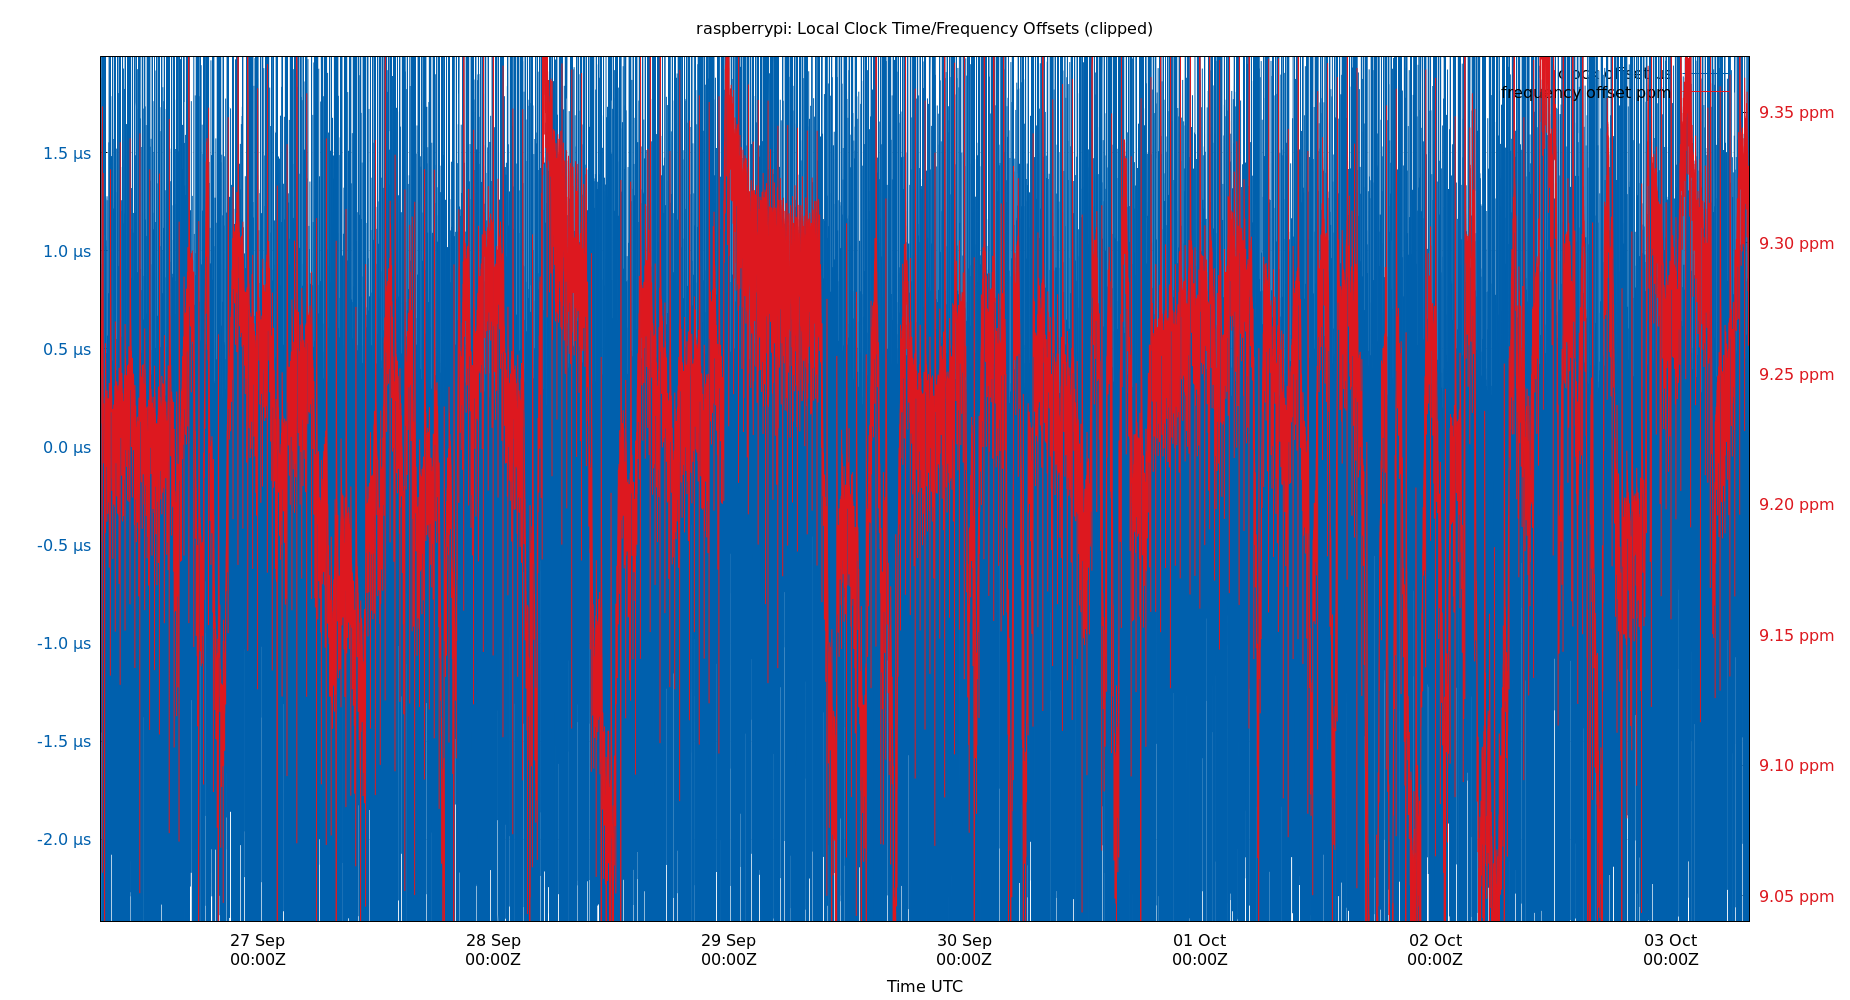 raspberrypi: Local Clock Time/Frequency Offsets (clipped)
clock offset μs
frequency offset ppm
1.5 μs
1.0 μs
0.5 μs
0.0 μs
-0.5 μs
-1.0 μs
-1.5 μs
-2.0 μs
9.35 ppm
9.30 ppm
9.25 ppm
9.20 ppm
9.15 ppm
9.10 ppm
9.05 ppm
27 Sep
00:00Z
28 Sep
00:00Z
29 Sep
00:00Z
30 Sep
00:00Z
01 Oct
00:00Z
02 Oct
00:00Z
03 Oct
00:00Z
Time UTC